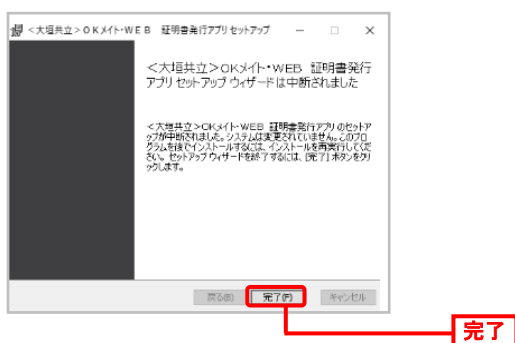 <大垣共立>OKメイト・WEB 証明書発行アプリ セットアップ
<大垣共立>OKメイト・WEB 証明書発行
アプリ セットアップ ウィザードは中断されました
<大垣共立>OKメイト・WEB 証明書発行アプリ のセットア
ップが中断されました。システムは変更されていません。このプロ
グラムを後でインストールするには、インストールを再実行してくだ
さい。セットアップ ウィザードを終了するには、[完了] ボタンをクリ
ックします。
戻る(B) 完了(F) キャンセル
完了